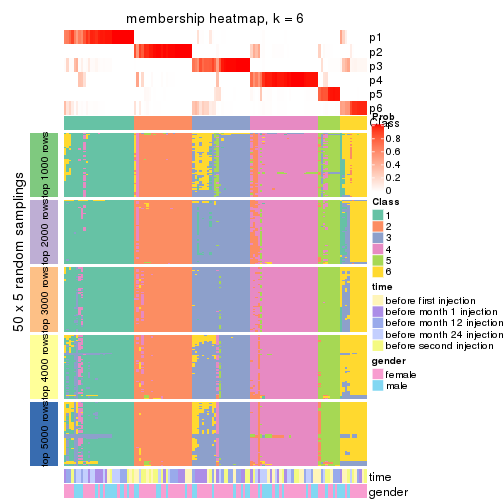 membership heatmap, k = 6
p1
p2
p3
p4
p5
p6
Class
Prob
1
0.8
0.6
0.4
0.2
0
Class
1
2
3
4
5
6
time
before first injection
before month 1 injection
before month 12 injection
before month 24 injection
before second injection
gender
female
male
50 x 5 random samplings
top 1000 rows
top 2000 rows
top 3000 rows
top 4000 rows
top 5000 rows
time
gender